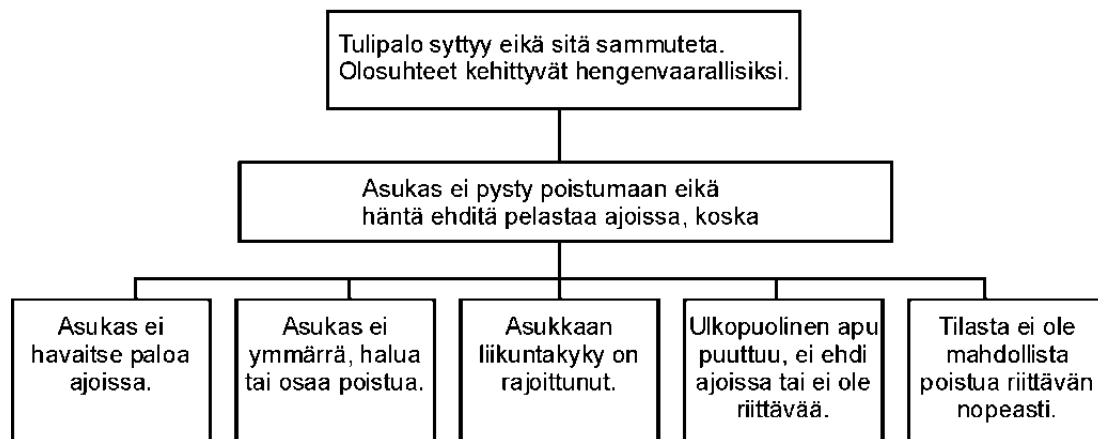 Tulipalo syttyy eikä sitä sammuteta.
Olosuhteet kehittyvät hengenvaarallisiksi.
Asukas ei pysty poistumaan eikä
häntä ehditä pelastaa ajoissa, koska
Asukas ei
havaitse paloa
ajoissa.
Asukas ei
ymmärrä, halua
tai osaa poistua.
Asukkaan
liikuntakyky on
rajoittunut.
Ulkopuolinen apu
puuttuu, ei ehdi
ajoissa tai ei ole
riittävää.
Tilasta ei ole
mahdollista
poistua riittävän
nopeasti.